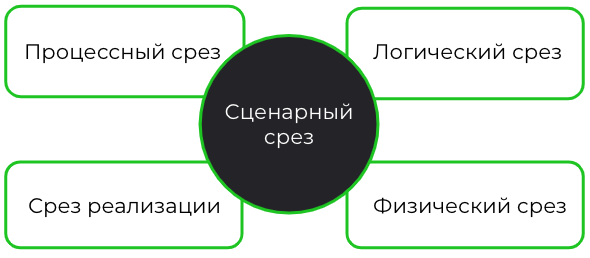 Процессный срез
Логический срез
Сценарный
срез
Срез реализации
Физический срез